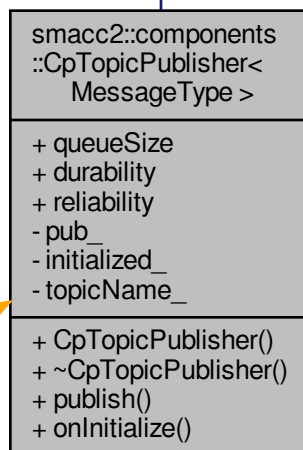 smacc2::components
::CpTopicPublisher<
MessageType >
+ queueSize
+ durability
+ reliability
- pub_
- initialized_
- topicName_
+ CpTopicPublisher()
+ ~CpTopicPublisher()
+ publish()
+ onInitialize()